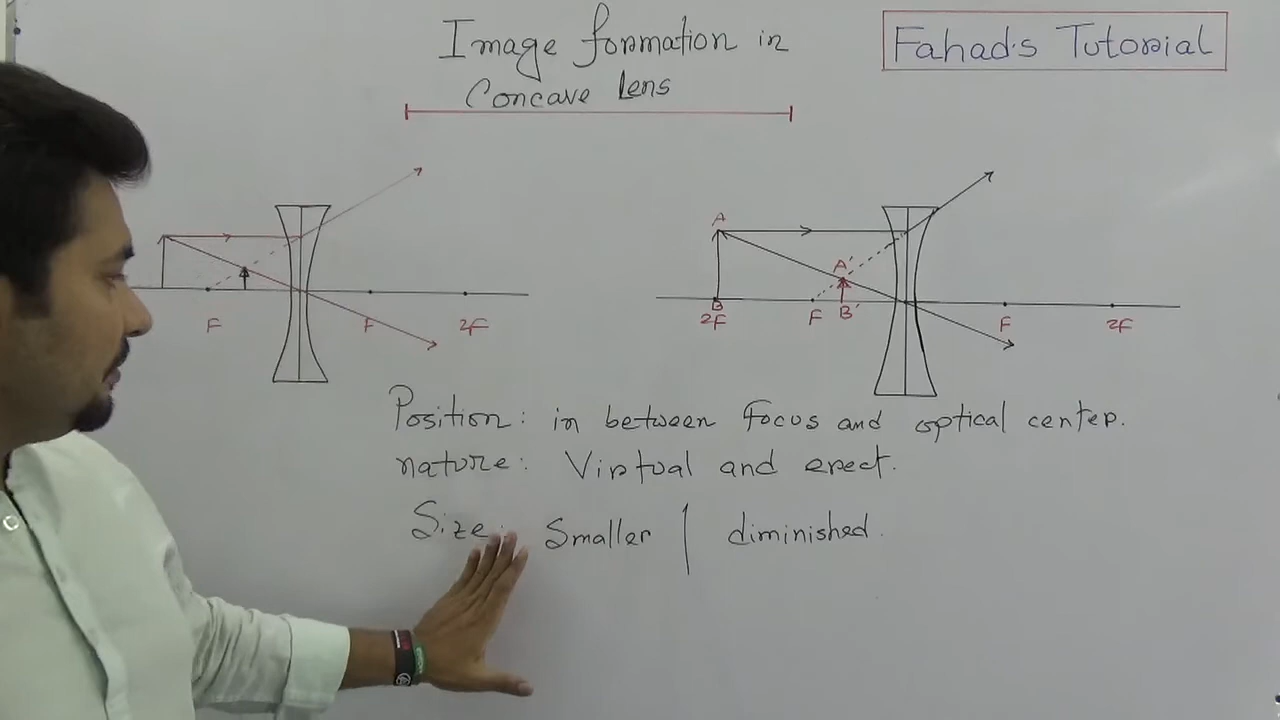 Image formation in
Concave Lens
Fahad's Tutorial
F
F
2F
A
A'
B
2F
F
B'
F
2F
Position: in between focus and optical center.
nature: Virtual and erect.
Size: Smaller | diminished.